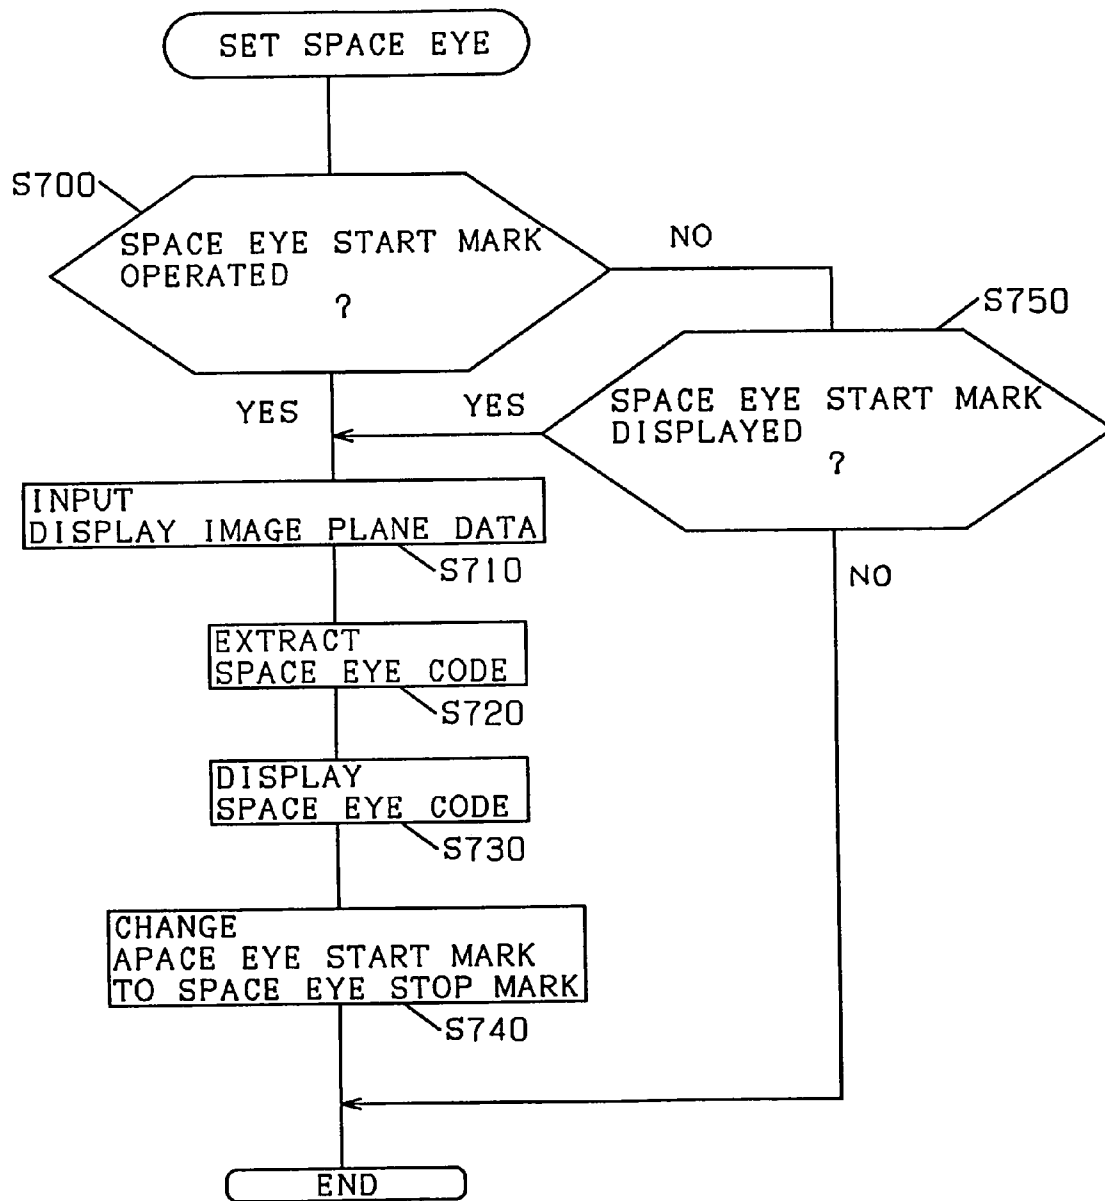 SET SPACE EYE
S700
SPACE EYE START MARK
OPERATED
?
NO
S750
YES
YES
SPACE EYE START MARK
DISPLAYED
?
INPUT
DISPLAY IMAGE PLANE DATA
S710
NO
EXTRACT
SPACE EYE CODE
S720
DISPLAY
SPACE EYE CODE
S730
CHANGE
APACE EYE START MARK
TO SPACE EYE STOP MARK
S740
END